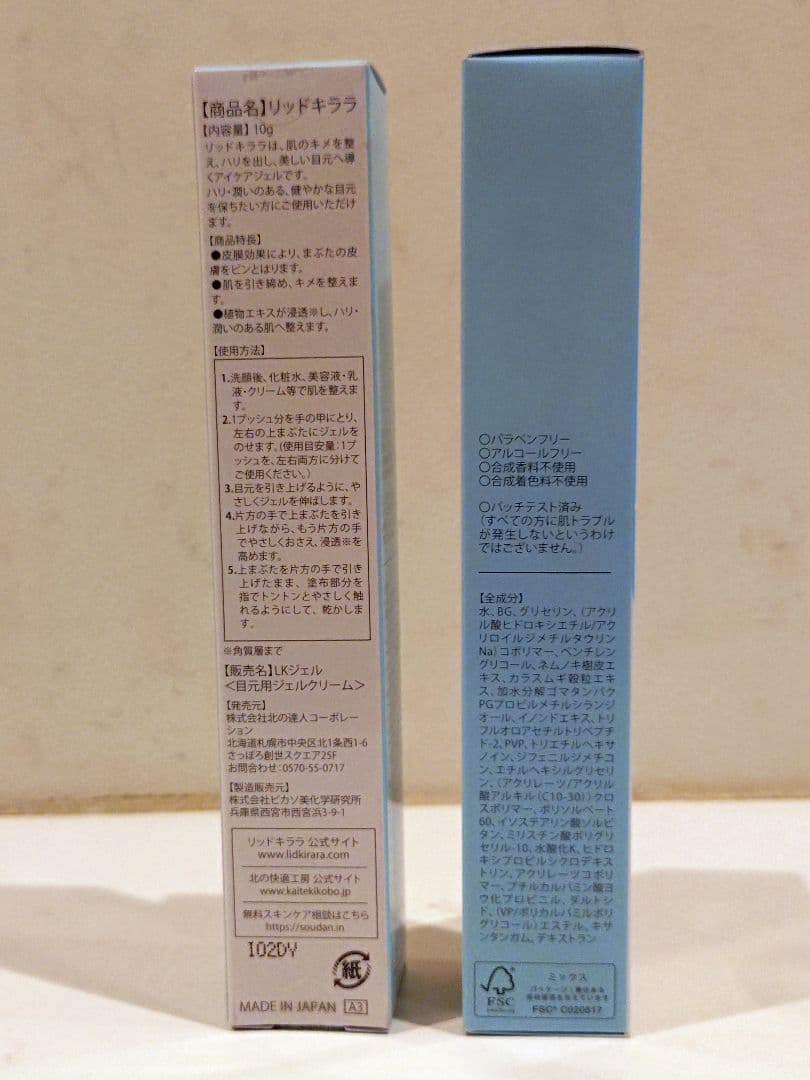 【商品名】リッドキララ
【内容量】10g
リッドキララは、肌のキメを整
え、ハリを出し、美しい目元へ導
くアイケアジェルです。
ハリ・潤いのある、健やかな目元
を保ちたい方にご使用いただけ
ます。
【商品特長】
●皮膜効果により、まぶたの皮
膚をピンとはります。
●肌を引き締め、キメを整えま
す。
●植物エキスが浸透※し、ハリ・
潤いのある肌へ整えます。
【使用方法】
1.洗顔後、化粧水、美容液・乳
液・クリーム等で肌を整えま
す。
2.1プッシュ分を手の甲にとり、
左右の上まぶたにジェルを
のせます。(使用目安量:1プ
ッシュを、左右両方に分けて
ご使用ください。)
3.目元を引き上げるように、や
さしくジェルを伸ばします。
4.片方の手で上まぶたを引き
上げながら、もう片方の手
でやさしくおさえ、浸透※を
高めます。
5.上まぶたを片方の手で引き
上げたまま、塗布部分を
指でトントンとやさしく触
れるようにして、乾かしま
す。
※角質層まで
【販売名】LKジェル
<目元用ジェルクリーム>
【発売元】
株式会社北の達人コーポレー
ション
北海道札幌市中央区北1条西1-6
さっぽろ創世スクエア25F
お問合わせ:0570-55-0717
【製造販売元】
株式会社ピカソ美化学研究所
兵庫県西宮市西宮浜3-9-1
リッドキララ 公式サイト
www.lidkirara.com
北の快適工房 公式サイト
www.kaitekikobo.jp
無料スキンケア相談はこちら
https://soudan.in
I02DY
紙
MADE IN JAPAN A3
○パラベンフリー
○アルコールフリー
○合成香料不使用
○合成着色料不使用
○パッチテスト済み
(すべての方に肌トラブル
が発生しないというわけ
ではございません。)
【全成分】
水、BG、グリセリン、(アクリ
ル酸ヒドロキシエチル/アク
リロイルジメチルタウリン
Na)コポリマー、ペンチレン
グリコール、ネムノキ樹皮エ
キス、カラスムギ穀粒エキ
ス、加水分解ゴマタンパク
PGプロピルメチルシランジ
オール、イノンドエキス、トリ
フルオロアセチルトリペプチ
ド-2、PVP、トリエチルヘキサ
ノイン、ジフェニルジメチコ
ン、エチルヘキシルグリセリ
ン、(アクリレーツ/アクリル
酸アルキル(C10-30))クロ
スポリマー、ポリソルベート
60、イソステアリン酸ソルビ
タン、ミリスチン酸ポリグリ
セリル-10、水酸化K、ヒドロ
キシプロピルシクロデキス
トリン、アクリレーツコポリ
マー、ブチルカルバミン酸ヨ
ウ化プロピニル、ダルトシ
ド、(VP/ポリカルバミルポリ
グリコール)エステル、キサ
ンタンガム、デキストラン
FSC
ミックス
FSC® C020817